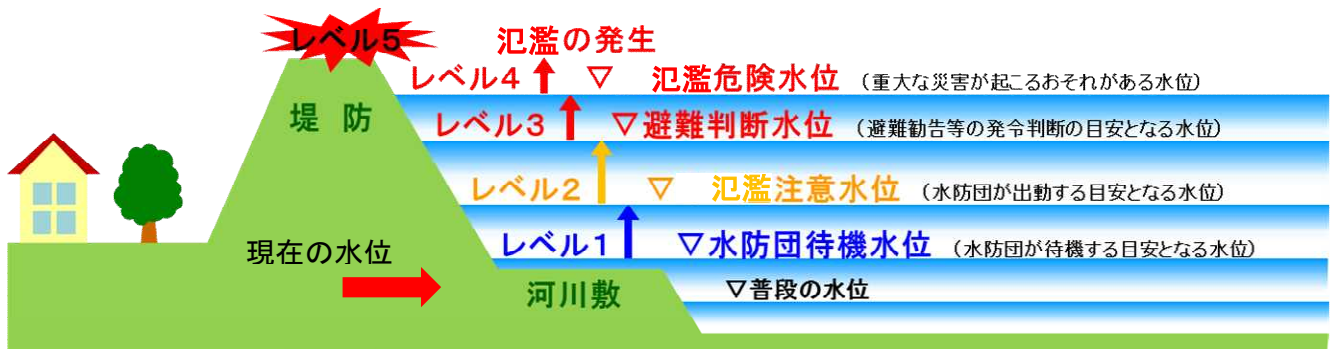 レベル5 氾濫の発生
レベル4 ▽ 氾濫危険水位 (重大な災害が起こるおそれがある水位)
堤 防
レベル3 ▽避難判断水位 (避難勧告等の発令判断の目安となる水位)
レベル2 ▽ 氾濫注意水位 (水防団が出動する目安となる水位)
レベル1 ▽水防団待機水位 (水防団が待機する目安となる水位)
現在の水位
河川敷 ▽普段の水位